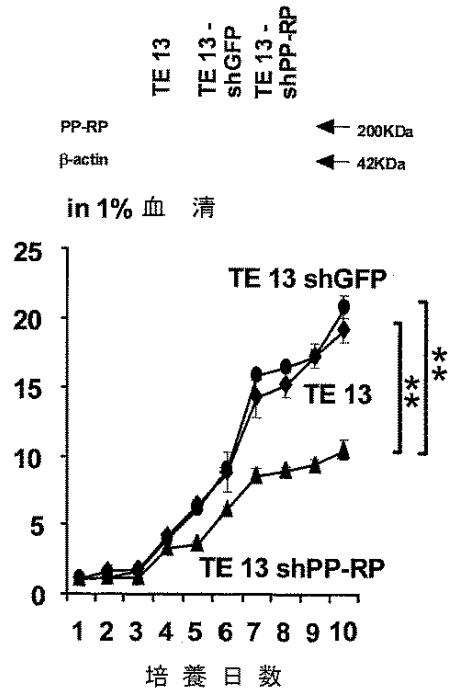 TE 13
TE 13 -
shGFP
TE 13 -
shPP-RP
PP-RP
200KDa
β-actin
42KDa
in 1% 血 清
25
20
15
10
5
0
TE 13 shGFP
TE 13
TE 13 shPP-RP
**
**
1 2 3 4 5 6 7 8 9 10
培 養 日 数